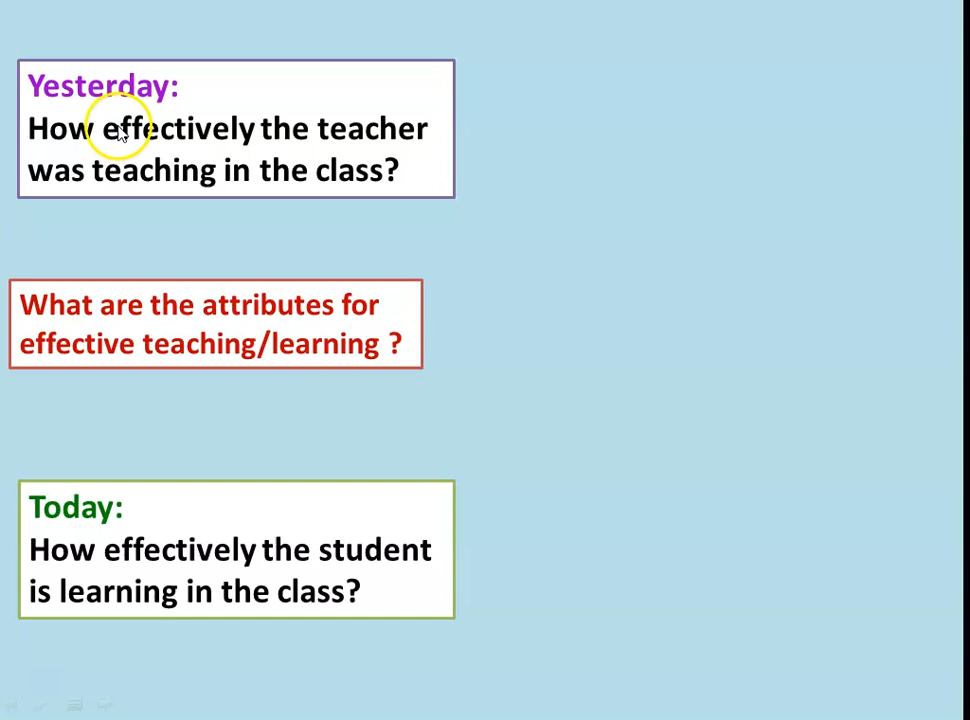 Yesterday:
How effectively the teacher
was teaching in the class?
What are the attributes for
effective teaching/learning ?
Today:
How effectively the student
is learning in the class?